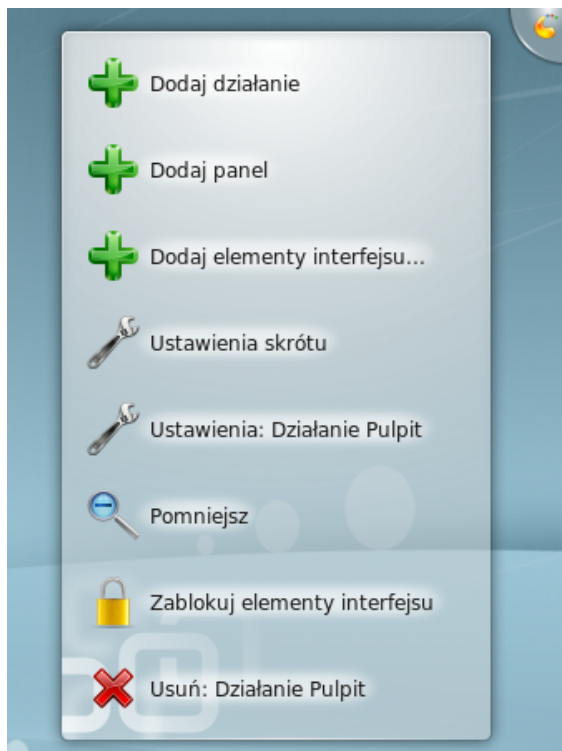 Dodaj działanie
Dodaj panel
Dodaj elementy interfejsu...
Ustawienia skrótu
Ustawienia: Działanie Pulpit
Pomniejsz
Zablokuj elementy interfejsu
Usuń: Działanie Pulpit